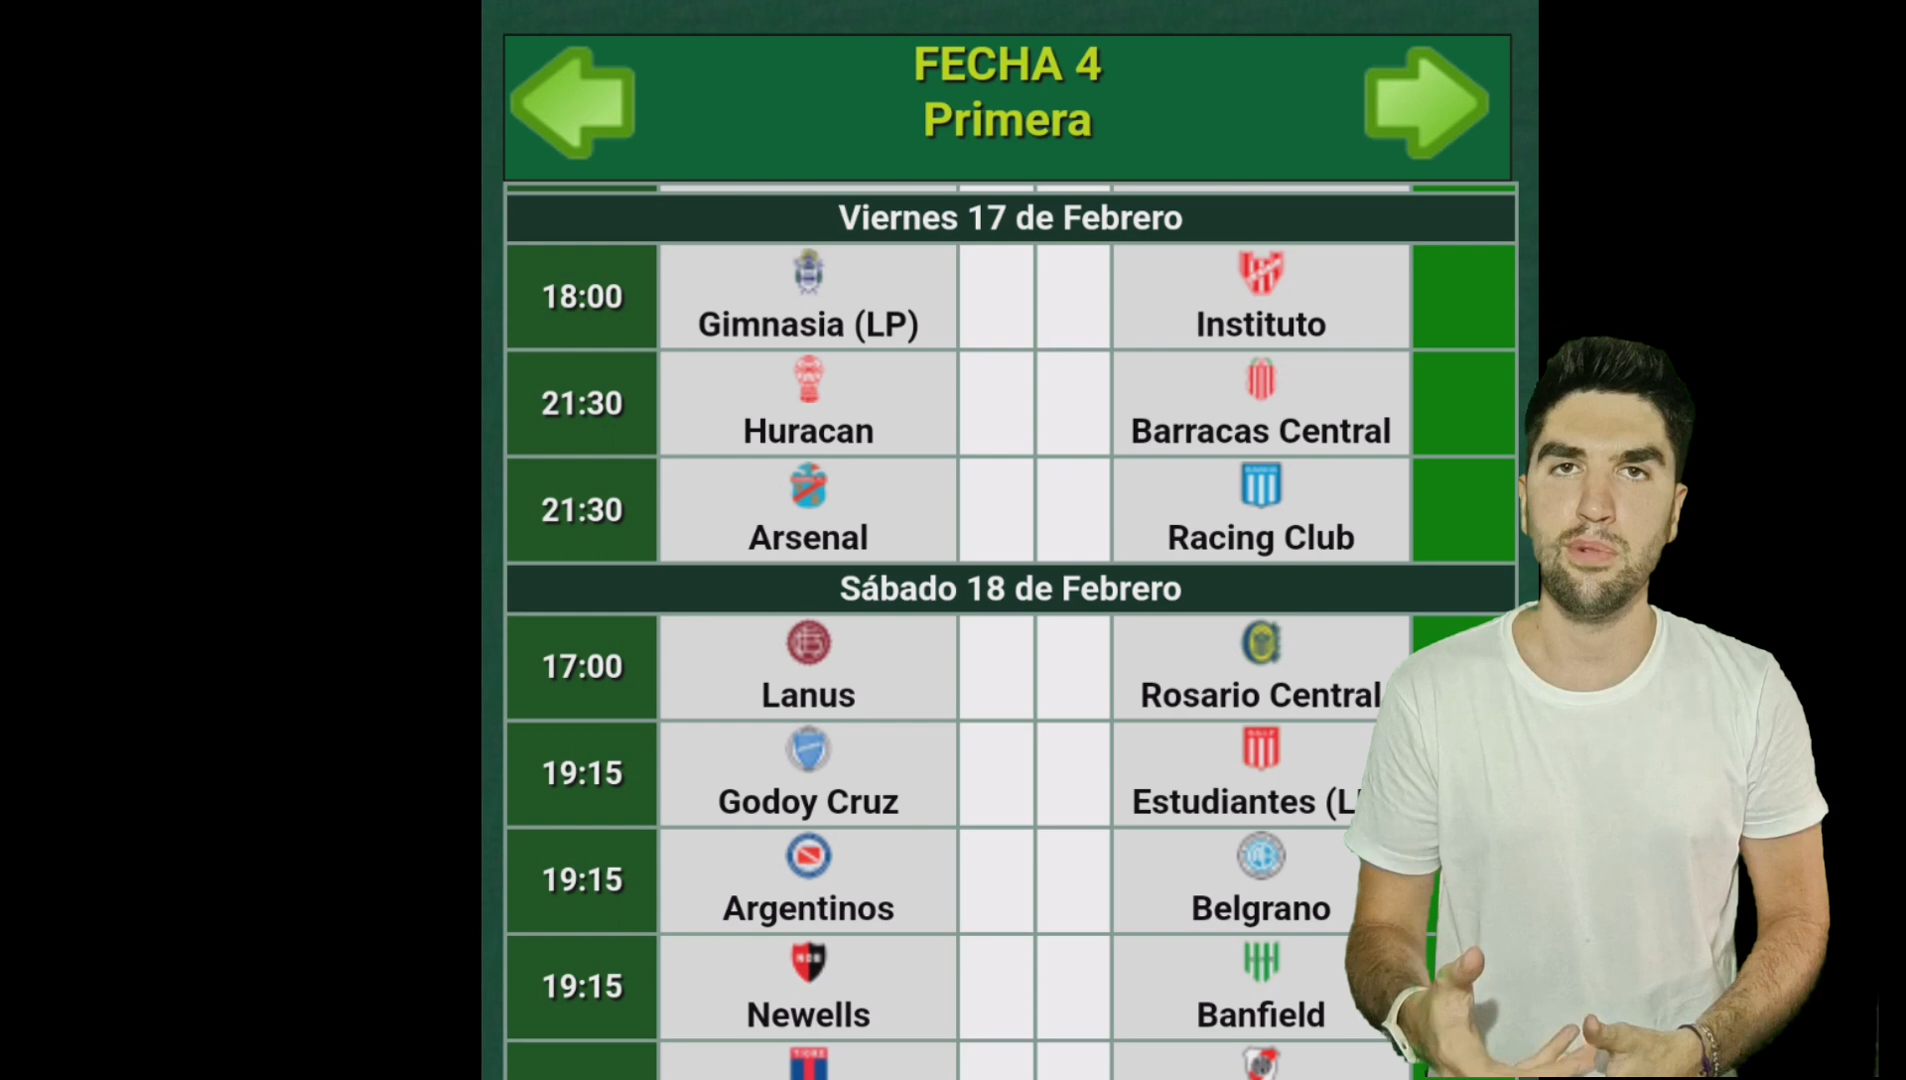 FECHA 4
Primera
Viernes 17 de Febrero
18:00 Gimnasia (LP) Instituto
21:30 Huracan Barracas Central
21:30 Arsenal Racing Club
Sábado 18 de Febrero
17:00 Lanus Rosario Central
19:15 Godoy Cruz Estudiantes (L
19:15 Argentinos Belgrano
19:15 Newells Banfield
TIGRE